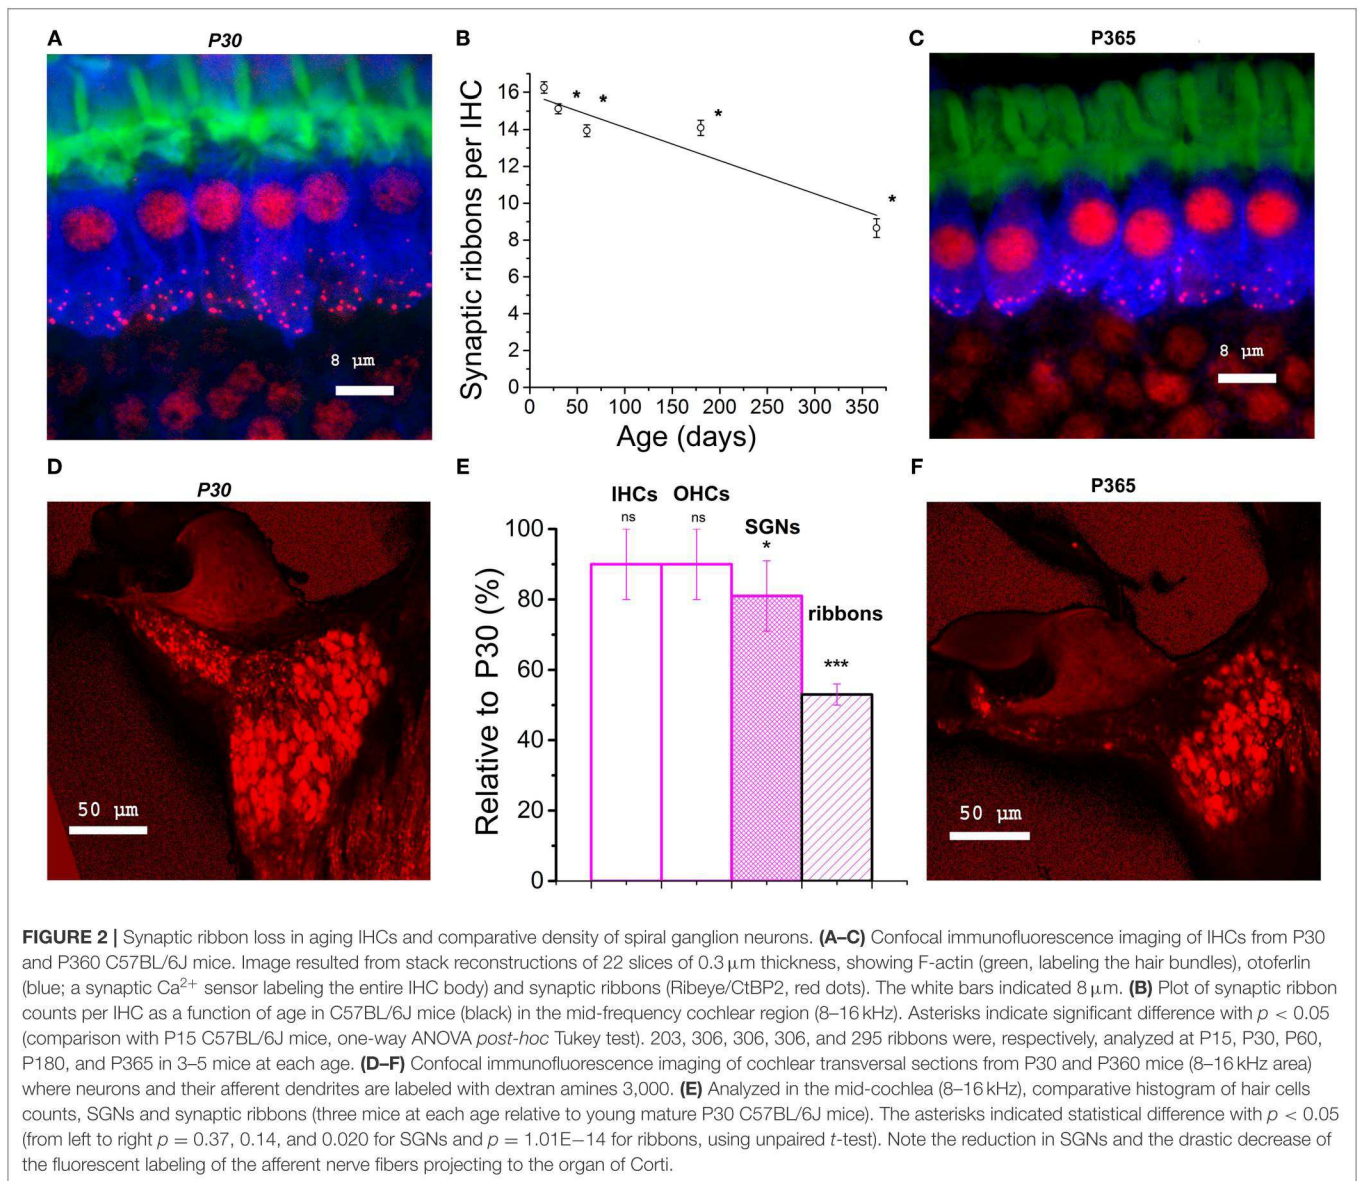 A
P30
8 µm
B
Synaptic ribbons per IHC
16
14
12
10
8
6
4
2
0
* * * *
0 50 100 150 200 250 300 350
Age (days)
C
P365
8 µm
D
P30
50 µm
E
IHCs OHCs
ns ns
SGNs
*
ribbons
***
Relative to P30 (%)
100
80
60
40
20
0
F
P365
50 µm
FIGURE 2 | Synaptic ribbon loss in aging IHCs and comparative density of spiral ganglion neurons. (A–C) Confocal immunofluorescence imaging of IHCs from P30
and P360 C57BL/6J mice. Image resulted from stack reconstructions of 22 slices of 0.3 µm thickness, showing F-actin (green, labeling the hair bundles), otoferlin
(blue; a synaptic Ca²⁺ sensor labeling the entire IHC body) and synaptic ribbons (Ribeye/CtBP2, red dots). The white bars indicated 8 µm. (B) Plot of synaptic ribbon
counts per IHC as a function of age in C57BL/6J mice (black) in the mid-frequency cochlear region (8–16 kHz). Asterisks indicate significant difference with p < 0.05
(comparison with P15 C57BL/6J mice, one-way ANOVA post-hoc Tukey test). 203, 306, 306, 306, and 295 ribbons were, respectively, analyzed at P15, P30, P60,
P180, and P365 in 3–5 mice at each age. (D–F) Confocal immunofluorescence imaging of cochlear transversal sections from P30 and P360 mice (8–16 kHz area)
where neurons and their afferent dendrites are labeled with dextran amines 3,000. (E) Analyzed in the mid-cochlea (8–16 kHz), comparative histogram of hair cells
counts, SGNs and synaptic ribbons (three mice at each age relative to young mature P30 C57BL/6J mice). The asterisks indicated statistical difference with p < 0.05
(from left to right p = 0.37, 0.14, and 0.020 for SGNs and p = 1.01E−14 for ribbons, using unpaired t-test). Note the reduction in SGNs and the drastic decrease of
the fluorescent labeling of the afferent nerve fibers projecting to the organ of Corti.